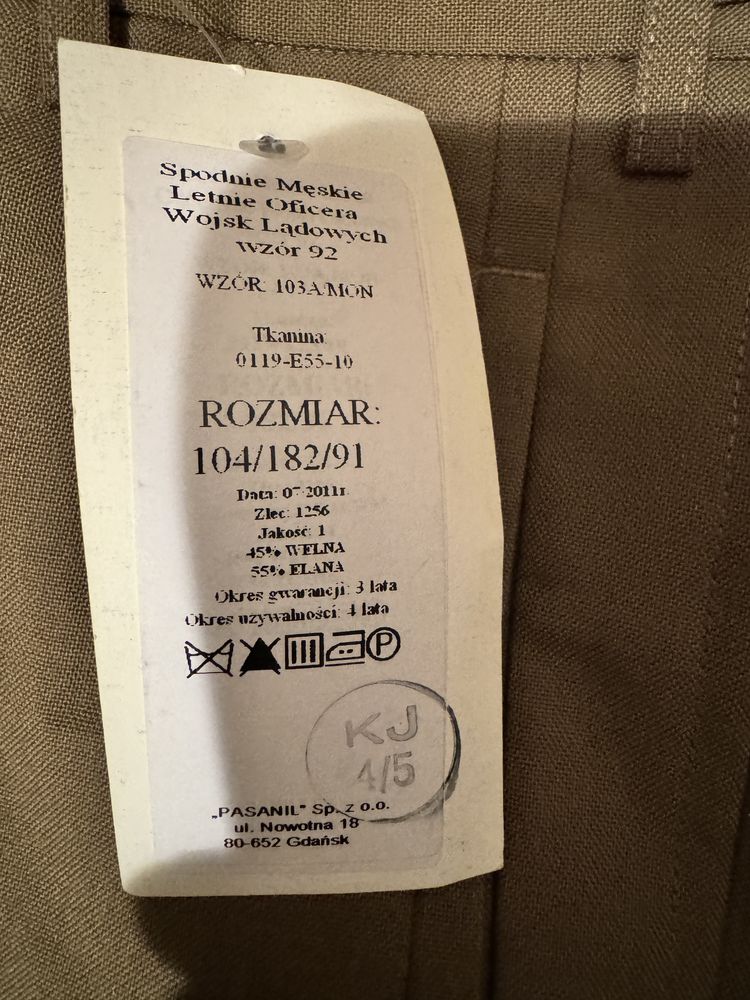 Spodnie Męskie
Letnie Oficera
Wojsk Lądowych
wzór 92
WZÓR: 103A/MON
Tkanina:
0119-E55-10
ROZMIAR:
104/182/91
Data: 07-2011r
Zlec: 1256
Jakość: 1
45% WEŁNA
55% ELANA
Okres gwarancji: 3 lata
Okres używalności: 4 lata
P
KJ
4/5
„PASANIL" Sp. z o.o.
ul. Nowotna 18
80-652 Gdańsk